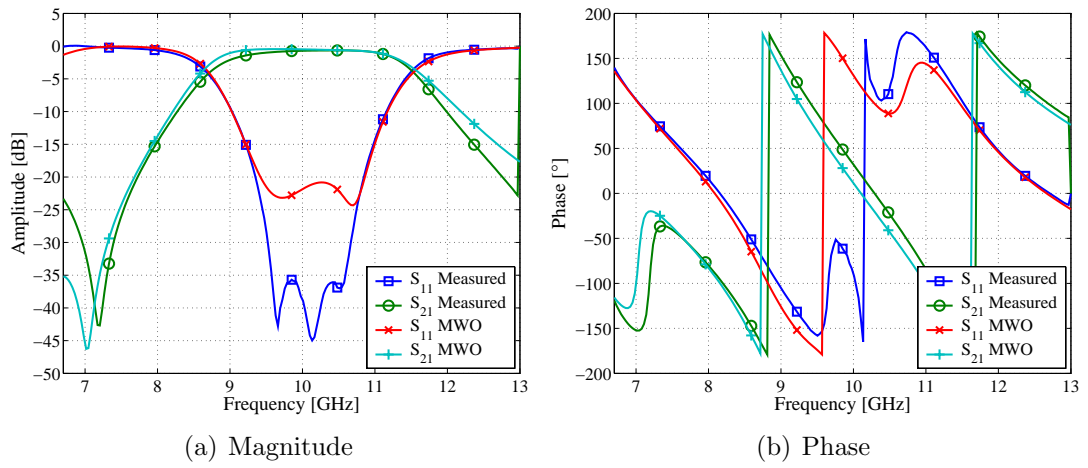 0
−5
−10
−15
−20
−25
−30
−35
−40
−45
−50
Amplitude [dB]
7 8 9 10 11 12 13
Frequency [GHz]
S11 Measured
S21 Measured
S11 MWO
S21 MWO
(a) Magnitude
200
150
100
50
0
−50
−100
−150
−200
Phase [°]
7 8 9 10 11 12 13
Frequency [GHz]
S11 Measured
S21 Measured
S11 MWO
S21 MWO
(b) Phase